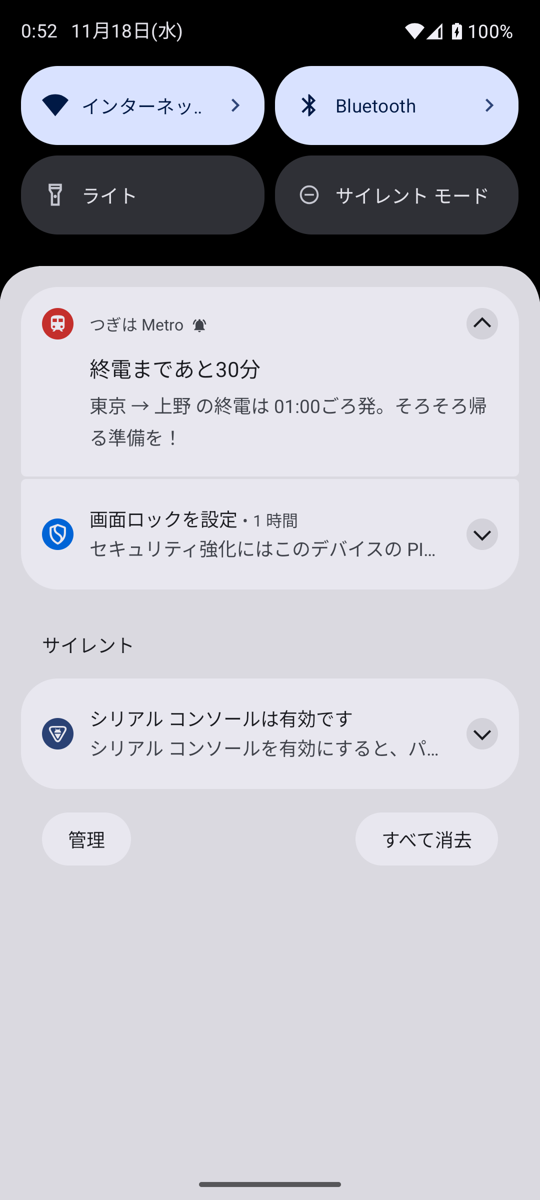 0:52 11月18日(水) 100%
インターネッ..
Bluetooth
ライト
サイレント モード
つぎは Metro
終電まであと30分
東京 → 上野 の終電は 01:00ごろ発。そろそろ帰
る準備を！
画面ロックを設定 • 1 時間
セキュリティ強化にはこのデバイスの PI…
サイレント
シリアル コンソールは有効です
シリアル コンソールを有効にすると、パ…
管理
すべて消去